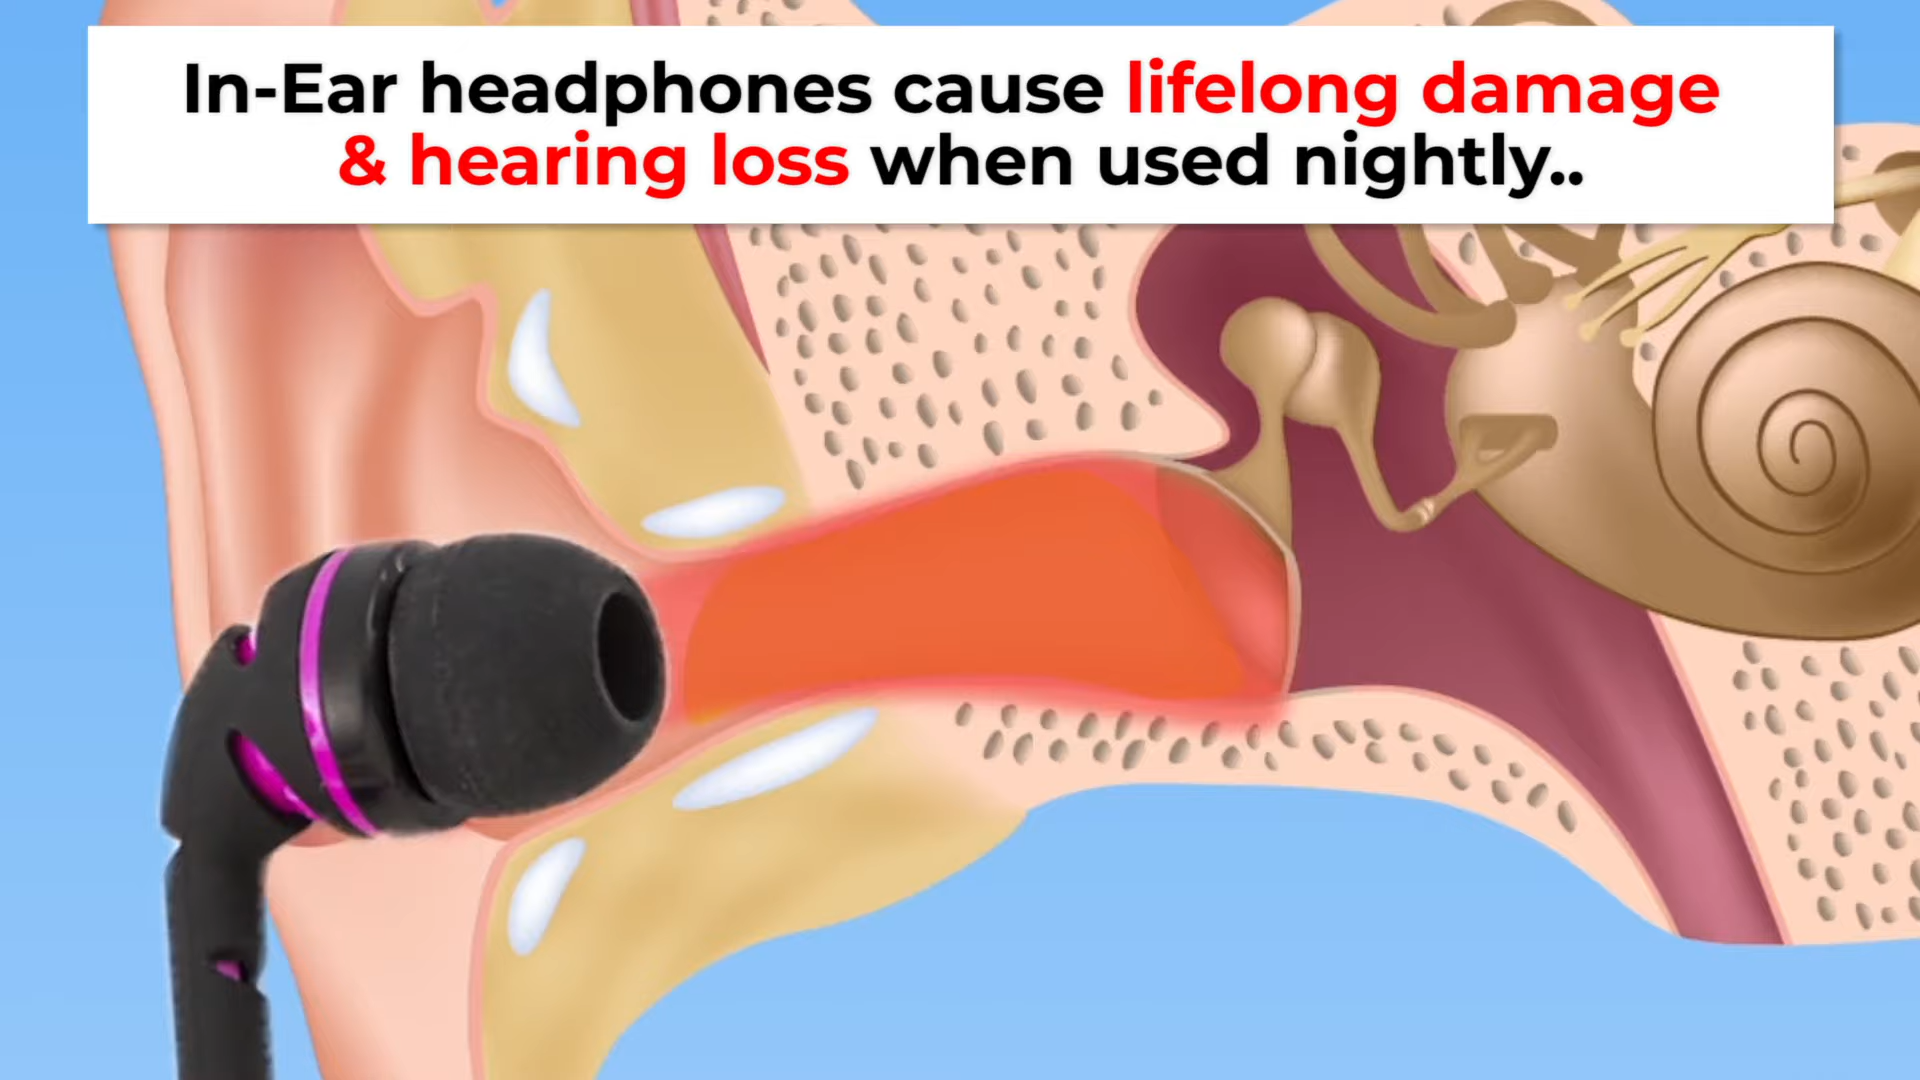 In-Ear headphones cause lifelong damage
& hearing loss when used nightly..